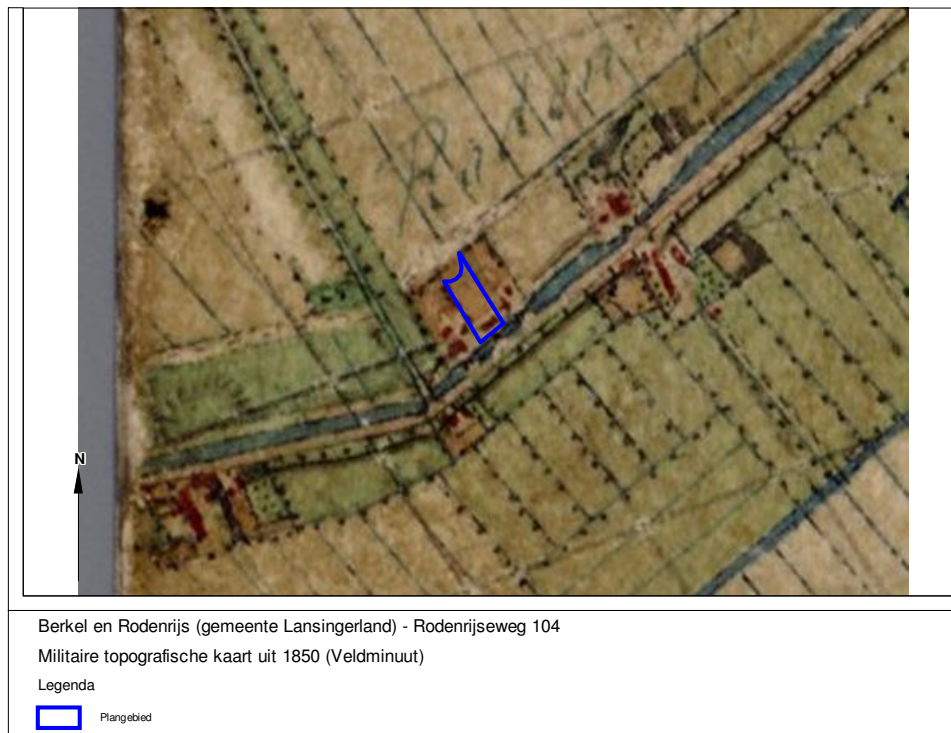 N
Berkel en Rodenrijs (gemeente Lansingerland) - Rodenrijseweg 104
Militaire topografische kaart uit 1850 (Veldminuut)
Legenda
Plangebied